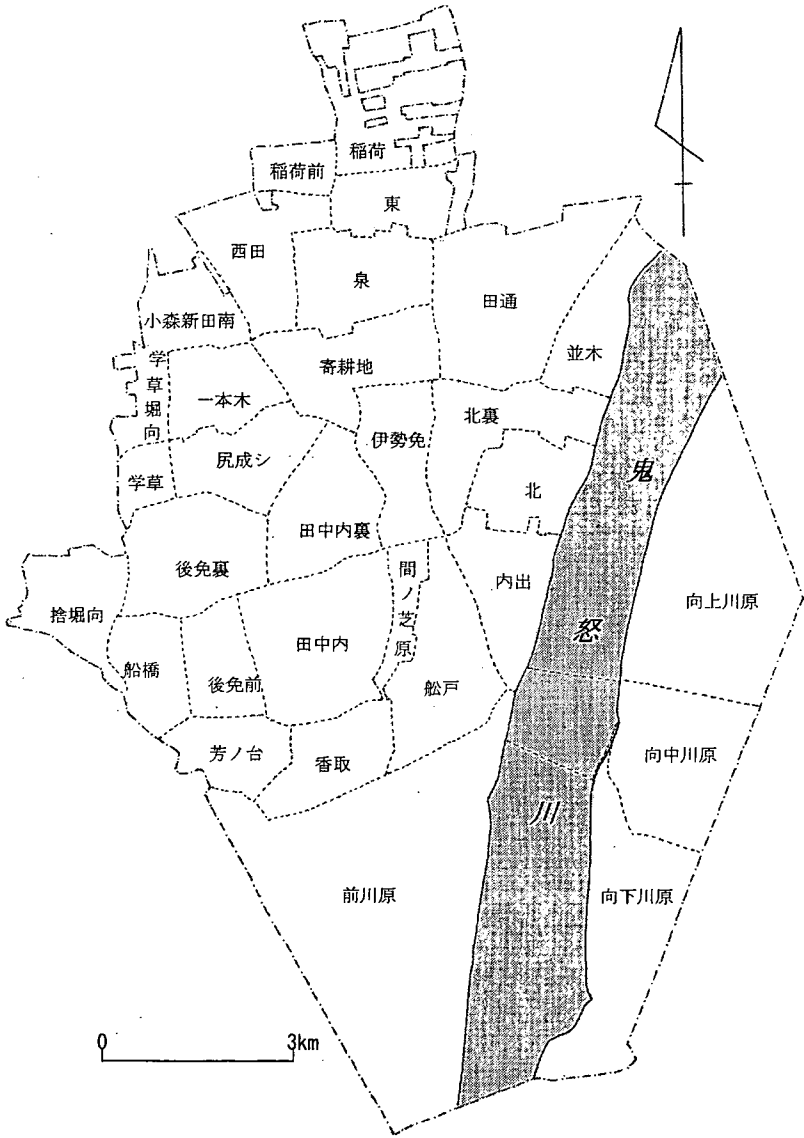 稲荷
稲荷前
東
西田
泉
田通
小森新田南
並木
学草堀向
一本木
寄耕地
北裏
伊勢免
尻成シ
学草
北
鬼怒川
田中内裏
後免裏
内出
間ノ芝原
捨堀向
向上川原
田中内
船橋
後免前
舩戸
芳ノ台
香取
向中川原
前川原
向下川原
0 3km